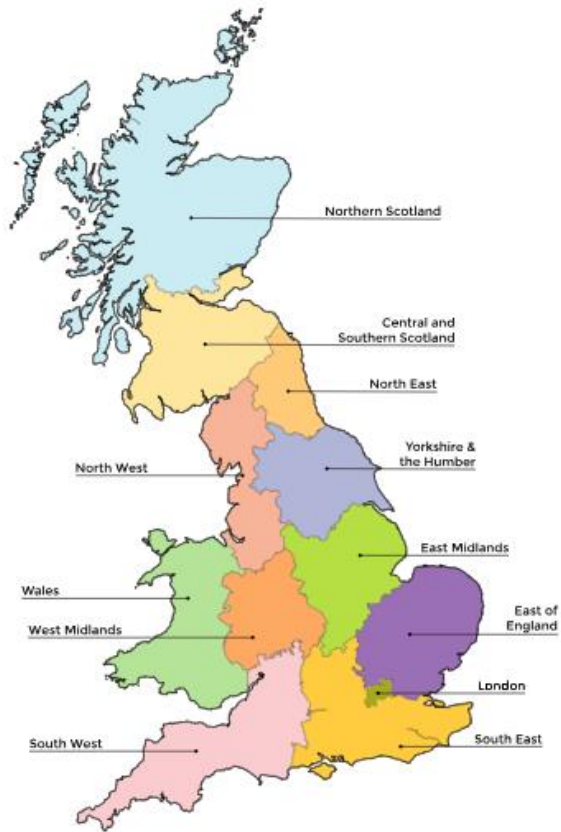 Northern Scotland
Central and
Southern Scotland
North East
Yorkshire &
the Humber
North West
East Midlands
Wales
East of
England
West Midlands
London
South East
South West